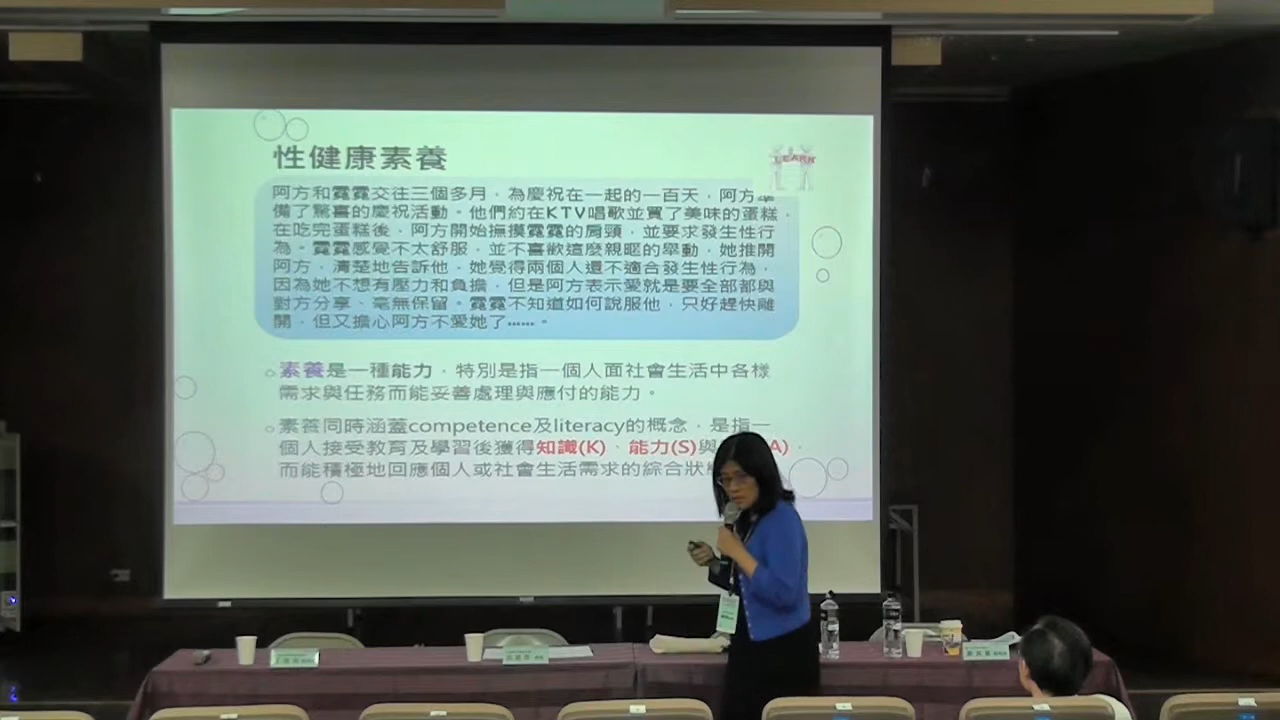 性健康素養
LEARN
阿方和霓霓交往三個多月，為慶祝在一起的一百天，阿方準
備了驚喜的慶祝活動。他們約在KTV唱歌並買了美味的蛋糕，
在吃完蛋糕後，阿方開始撫摸霓霓的肩頸，並要求發生性行
為。霓霓感覺不太舒服，並不喜歡這麼親暱的舉動，她推開
阿方、清楚地告訴他，她覺得兩個人還不適合發生性行為，
因為她不想有壓力和負擔，但是阿方表示愛就是要全部都與
對方分享、毫無保留。霓霓不知道如何說服他，只好趕快離
開，但又擔心阿方不愛她了……。
素養是一種能力，特別是指一個人面社會生活中各樣
需求與任務而能妥善處理與應付的能力。
素養同時涵蓋competence及literacy的概念，是指一
個人接受教育及學習後獲得知識(K)、能力(S)與 A)，
而能積極地回應個人或社會生活需求的綜合狀